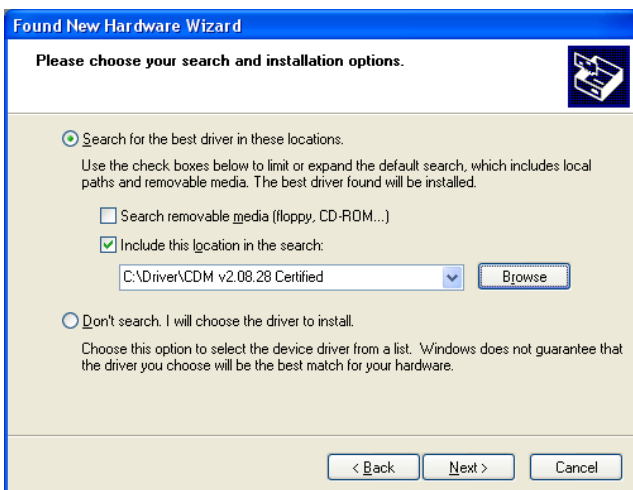 Found New Hardware Wizard
Please choose your search and installation options.
Search for the best driver in these locations.
Use the check boxes below to limit or expand the default search, which includes local
paths and removable media. The best driver found will be installed.
Search removable media (floppy, CD-ROM...)
Include this location in the search:
C:\Driver\CDM v2.08.28 Certified
Browse
Don't search. I will choose the driver to install.
Choose this option to select the device driver from a list. Windows does not guarantee that
the driver you choose will be the best match for your hardware.
< Back
Next >
Cancel